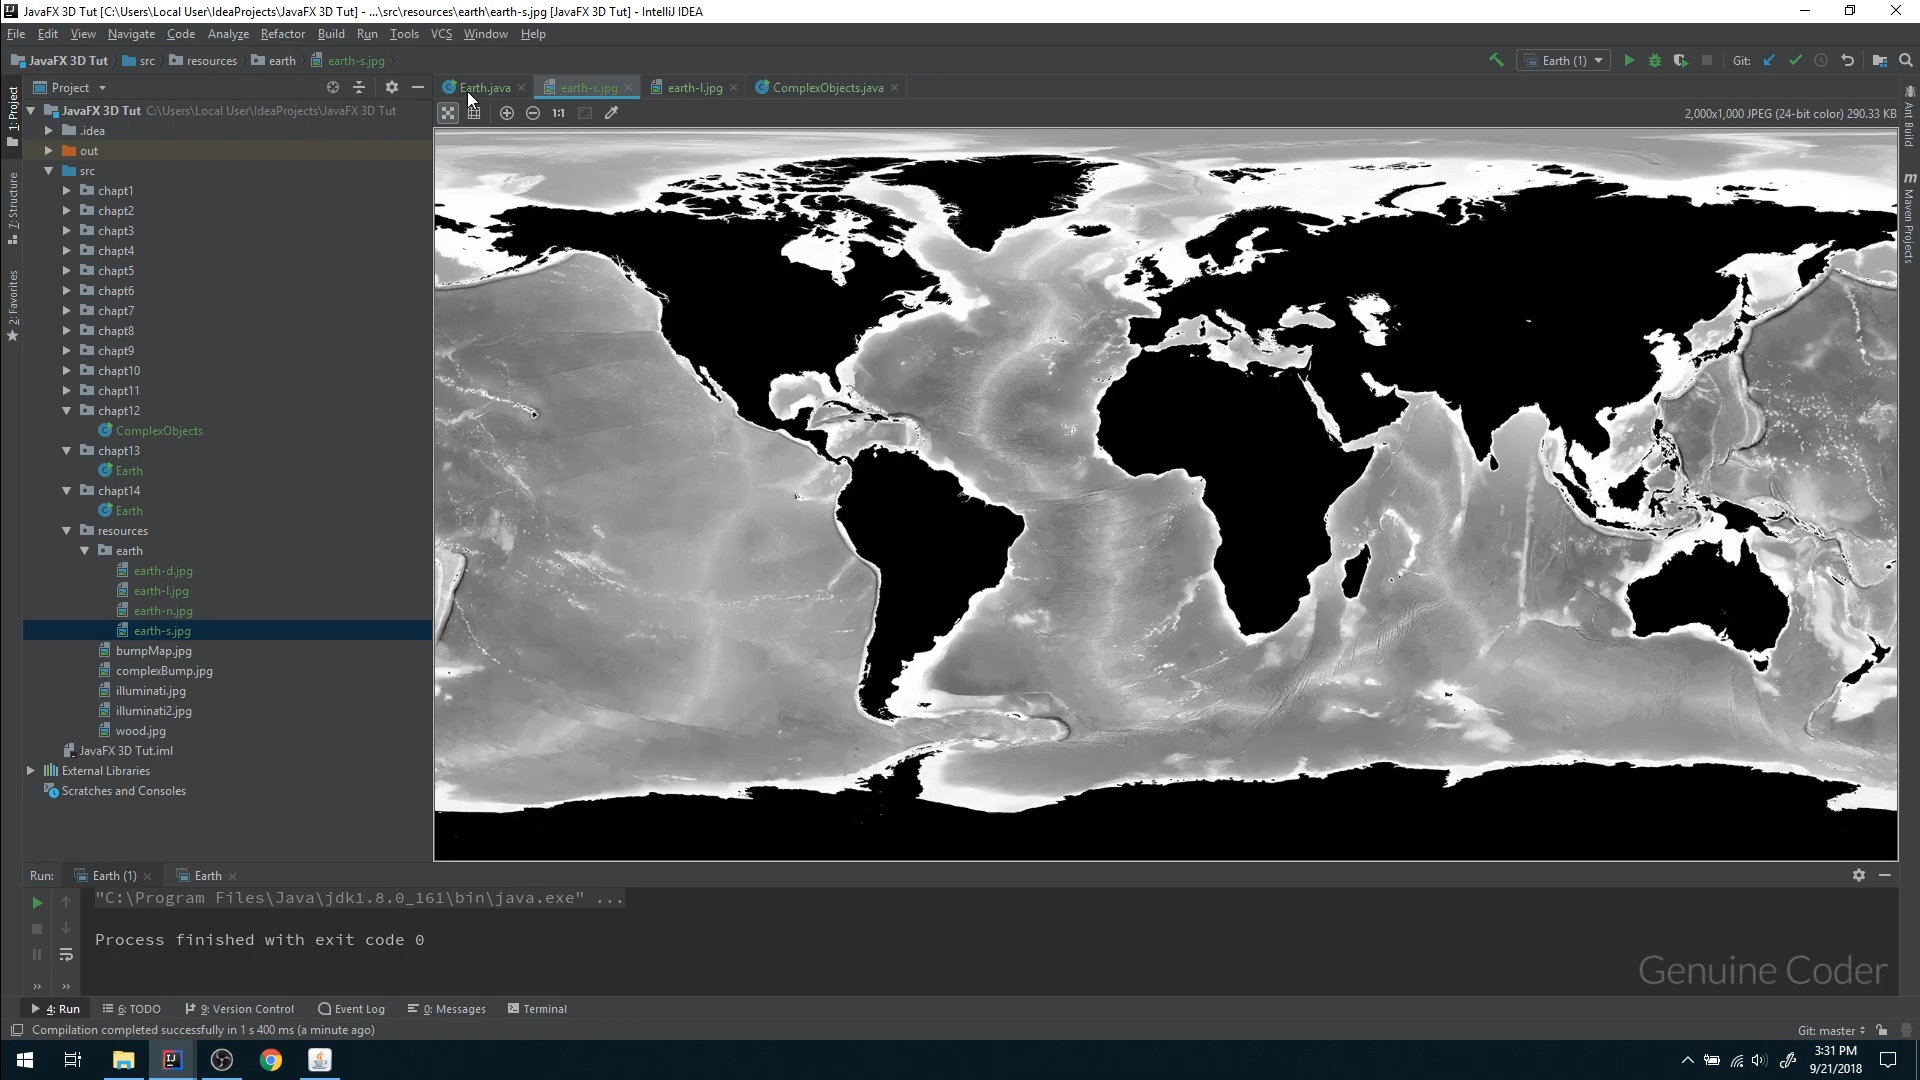 JavaFX 3D Tut [C:\Users\Local User\IdeaProjects\JavaFX 3D Tut] - ...\src\resources\earth\earth-s.jpg [JavaFX 3D Tut] - IntelliJ IDEA
File Edit View Navigate Code Analyze Refactor Build Run Tools VCS Window Help
JavaFX 3D Tut src resources earth earth-s.jpg Earth (1) Git:
Project Earth.java earth-s.jpg earth-l.jpg ComplexObjects.java
1:1 2,000x1,000 JPEG (24-bit color) 290.33 KB
1: Project
7: Structure
2: Favorites
Ant Build
m Maven Projects
JavaFX 3D Tut C:\Users\Local User\IdeaProjects\JavaFX 3D Tut
.idea
out
src
chapt1
chapt2
chapt3
chapt4
chapt5
chapt6
chapt7
chapt8
chapt9
chapt10
chapt11
chapt12
ComplexObjects
chapt13
Earth
chapt14
Earth
resources
earth
earth-d.jpg
earth-l.jpg
earth-n.jpg
earth-s.jpg
bumpMap.jpg
complexBump.jpg
illuminati.jpg
illuminati2.jpg
wood.jpg
JavaFX 3D Tut.iml
External Libraries
Scratches and Consoles
Run: Earth (1) Earth
"C:\Program Files\Java\jdk1.8.0_161\bin\java.exe" ...
Process finished with exit code 0
Genuine Coder
4: Run 6: TODO 9: Version Control Event Log 0: Messages Terminal
Compilation completed successfully in 1 s 400 ms (a minute ago) Git: master
3:31 PM
9/21/2018